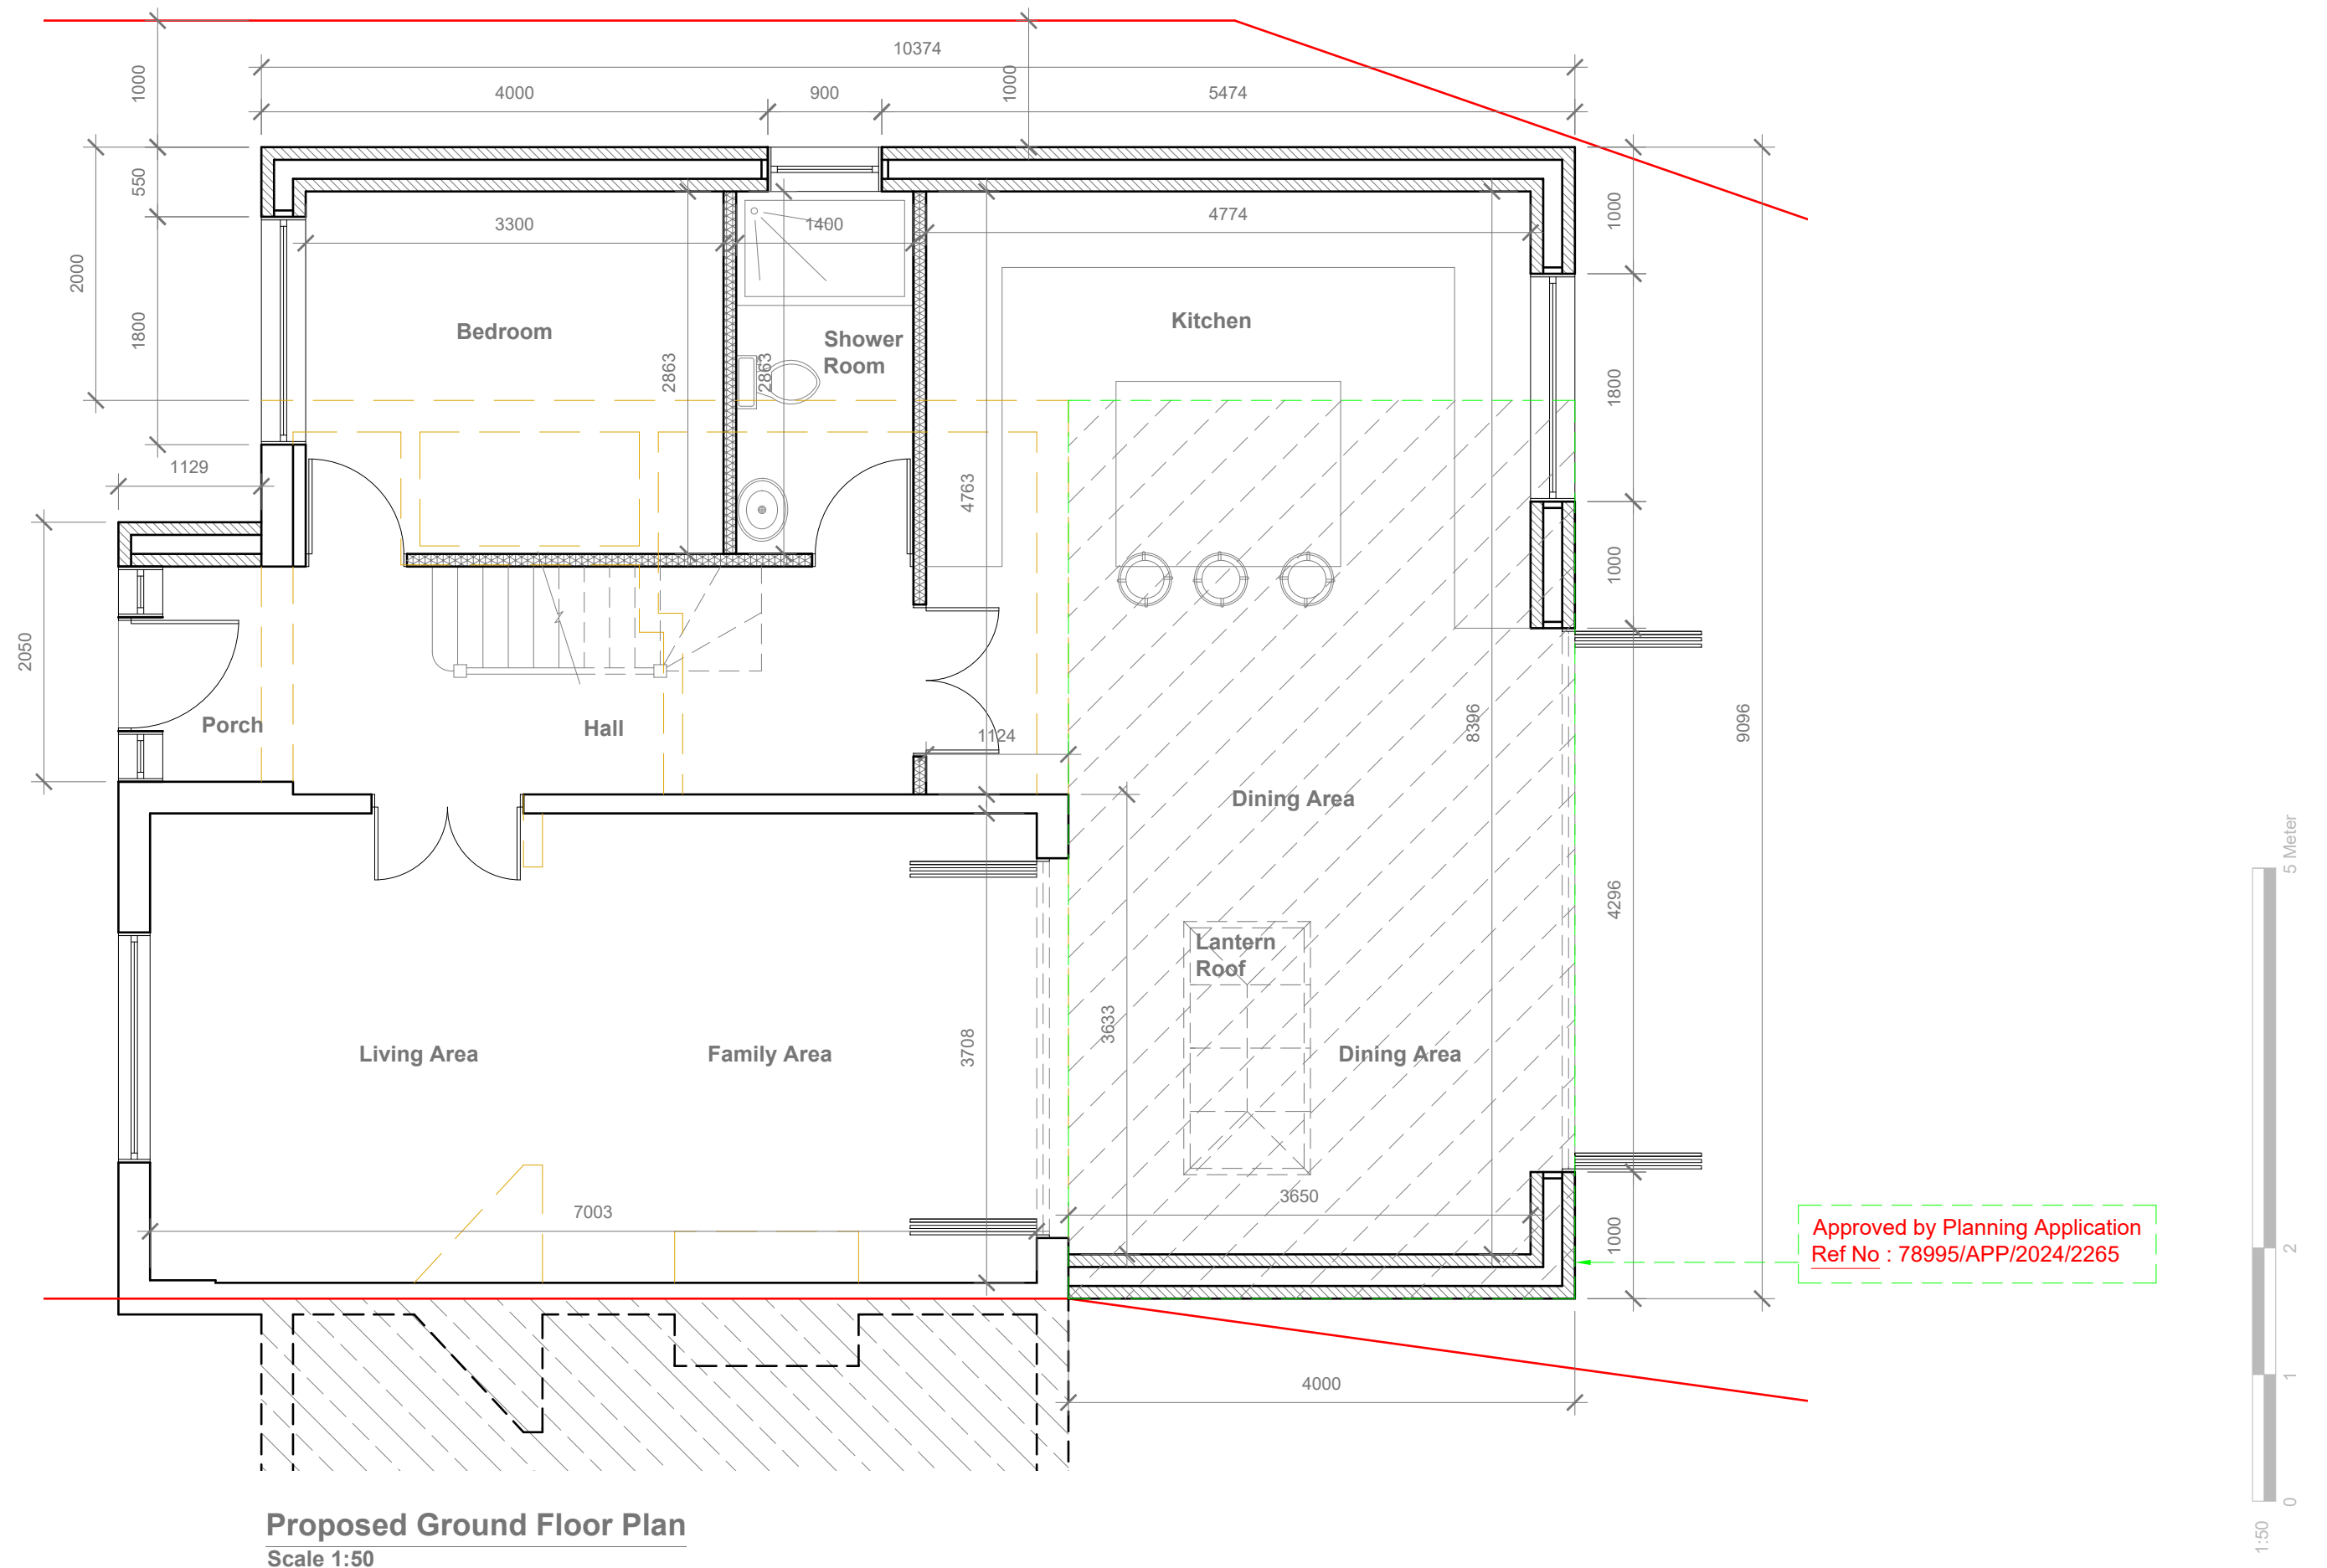 10374
4000
900
5474
1000
1000
550
2000
1800
1129
2050
3300
1400
4774
2863
2863
4763
Bedroom
Shower
Room
Kitchen
1000
1800
1000
9096
8396
4296
1000
Porch
Hall
1124
Dining Area
Lantern
Roof
Living Area
Family Area
Dining Area
3708
3633
3650
7003
4000
Approved by Planning Application
Ref No : 78995/APP/2024/2265
5 Meter
2
1
0
1:50
Proposed Ground Floor Plan
Scale 1:50